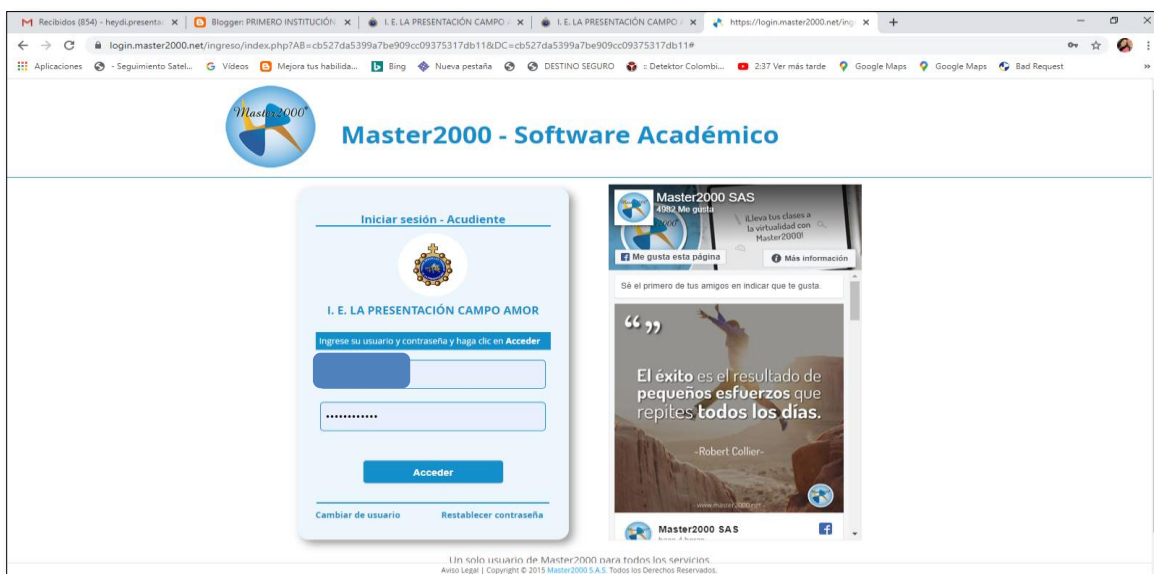 Recibidos (854) - heydi.presenta
Blogger: PRIMERO INSTITUCIÓN
I. E. LA PRESENTACIÓN CAMPO A
I. E. LA PRESENTACIÓN CAMPO A
https://login.master2000.net/ing
login.master2000.net/ingreso/index.php?AB=cb527da5399a7be909cc09375317db11&DC=cb527da5399a7be909cc09375317db11#
Aplicaciones - Seguimiento Satel... Vídeos Mejora tus habilida... Bing Nueva pestaña DESTINO SEGURO :: Detektor Colombi... 2:37 Ver más tarde Google Maps Google Maps Bad Request »
Master2000
Master2000 - Software Académico
Iniciar sesión - Acudiente
I. E. LA PRESENTACIÓN CAMPO AMOR
Ingrese su usuario y contraseña y haga clic en Acceder
••••••••••••
Acceder
Cambiar de usuario Restablecer contraseña
Master2000 SAS
4982 Me gusta
¡Lleva tus clases a
la virtualidad con
Master2000!
Me gusta esta página Más información
Sé el primero de tus amigos en indicar que te gusta.
“ ”
El éxito es el resultado de
pequeños esfuerzos que
repites todos los días.
-Robert Collier-
www.master2000.net
Master2000 SAS
hace 4 horas
Un solo usuario de Master2000 para todos los servicios
Aviso Legal | Copyright © 2015 Master2000 S.A.S. Todos los Derechos Reservados.